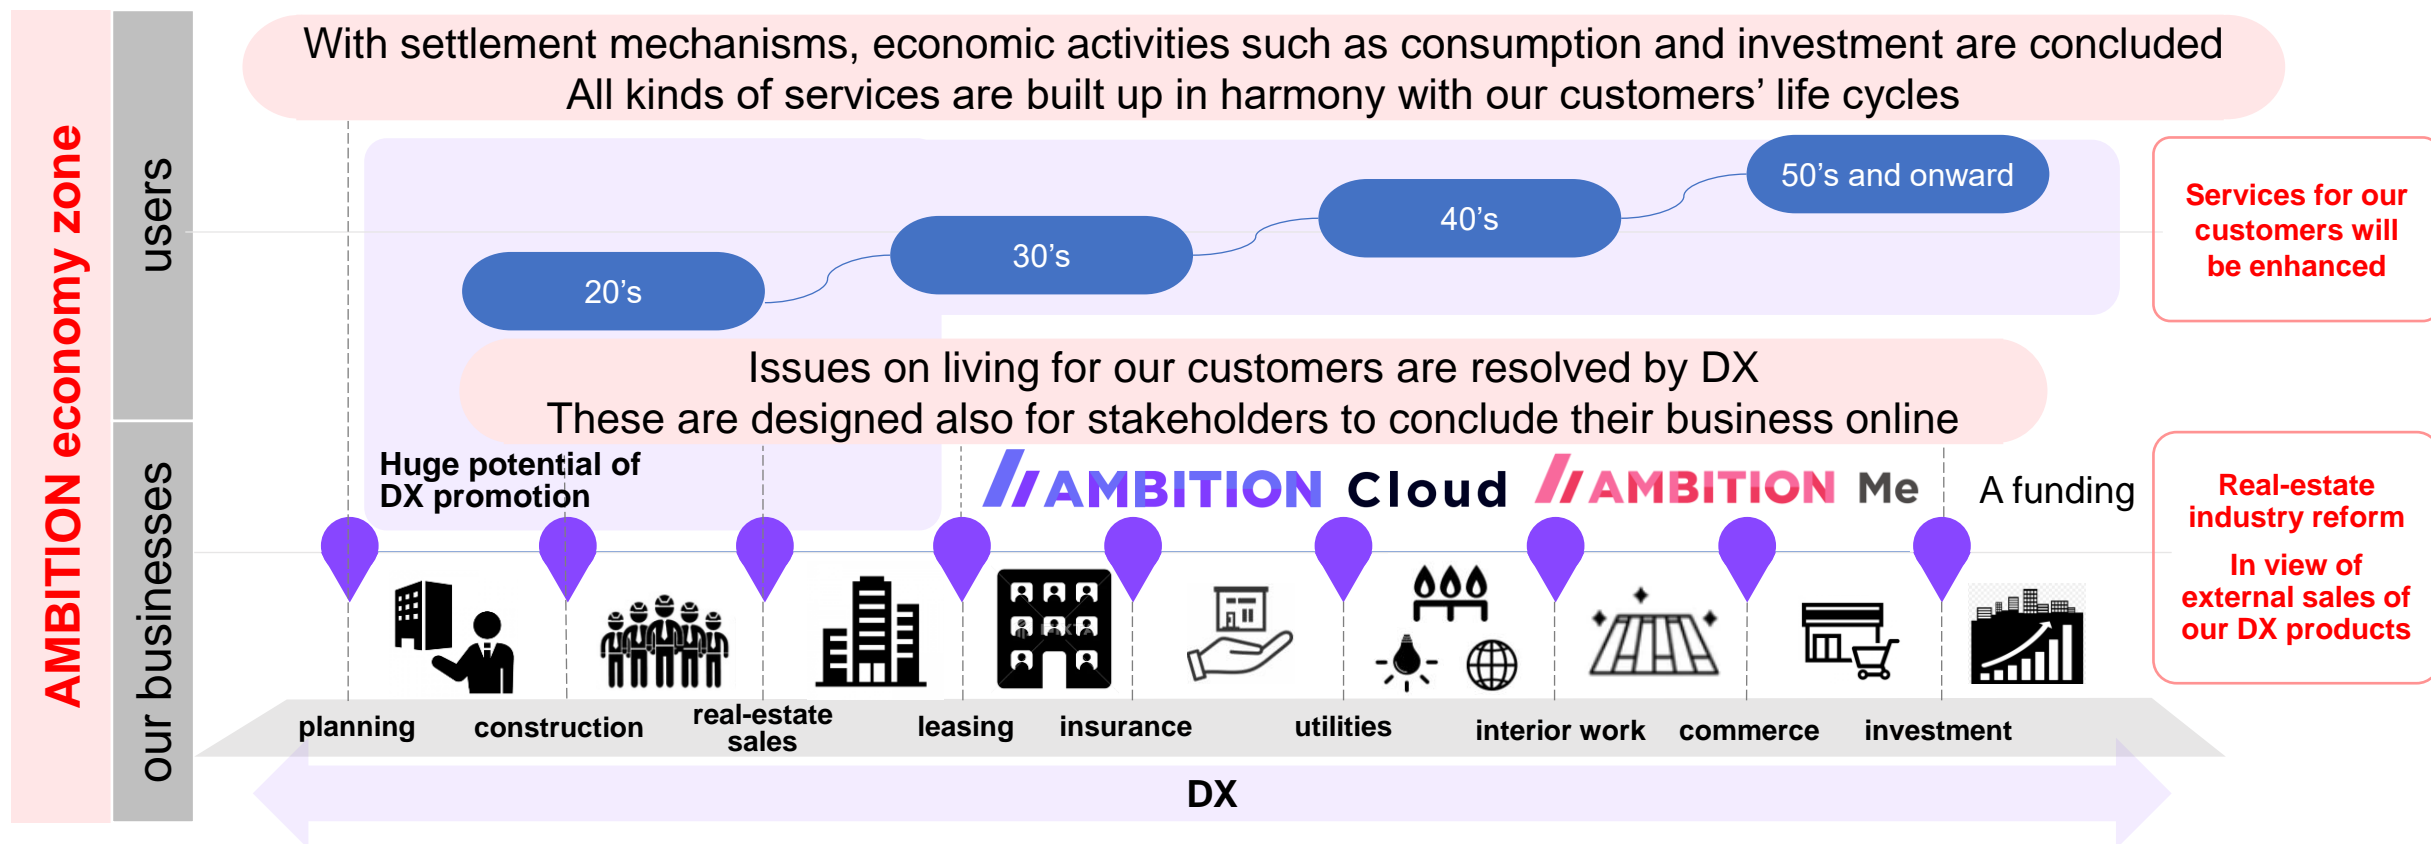 With settlement mechanisms, economic activities such as consumption and investment are concluded
All kinds of services are built up in harmony with our customers’ life cycles
AMBITION economy zone
users
20’s
30’s
40’s
50’s and onward
Services for our
customers will
be enhanced
Issues on living for our customers are resolved by DX
These are designed also for stakeholders to conclude their business online
our businesses
Huge potential of
DX promotion
AMBITION Cloud
AMBITION Me
A funding
Real-estate
industry reform
In view of
external sales of
our DX products
planning
construction
real-estate
sales
leasing
insurance
utilities
interior work
commerce
investment
DX